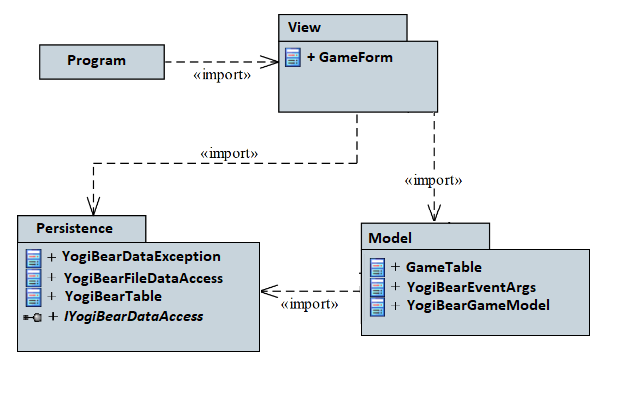 View
Program
+ GameForm
«import»
«import»
«import»
Persistence
+ YogiBearDataException
+ YogiBearFileDataAccess
+ YogiBearTable
+ IYogiBearDataAccess
Model
+ GameTable
+ YogiBearEventArgs
+ YogiBearGameModel
«import»